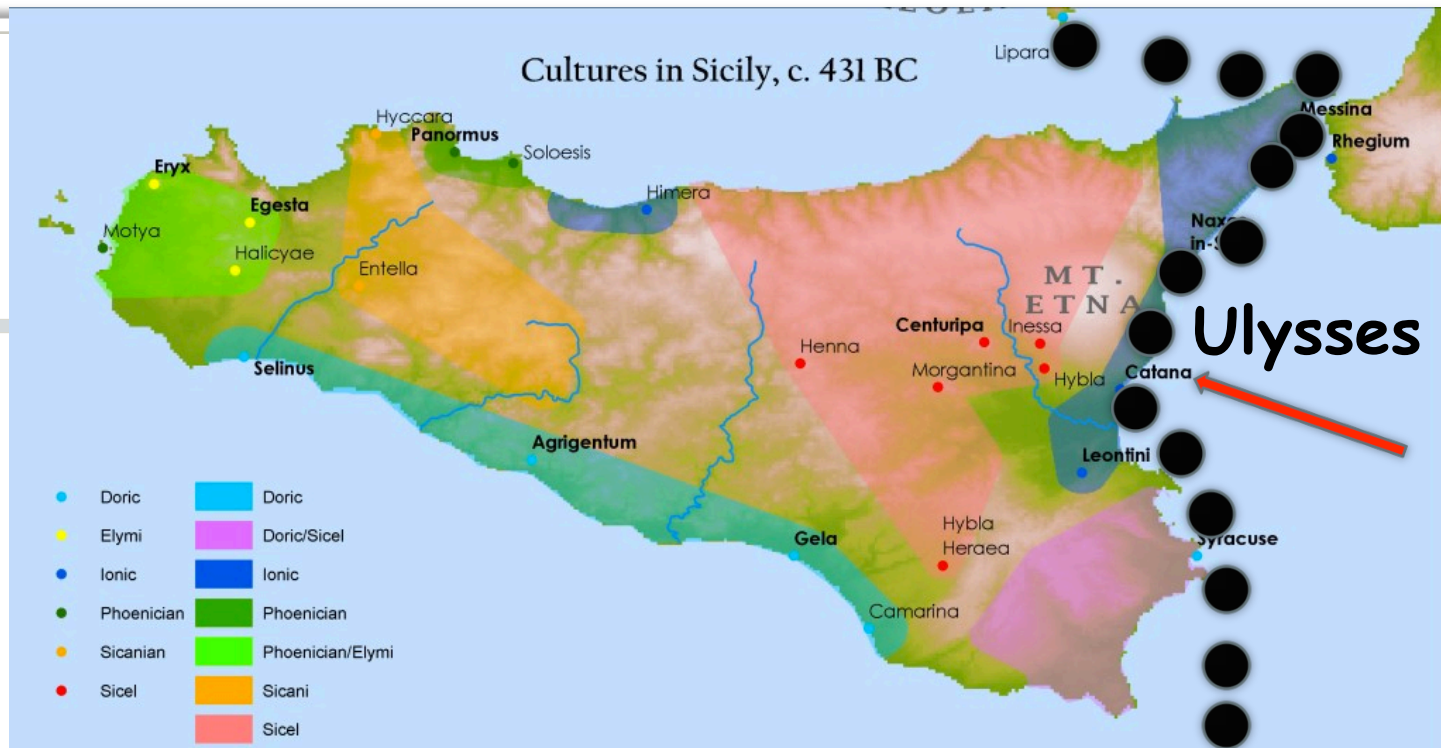 Lipara
Cultures in Sicily, c. 431 BC
Messina
Rhegium
Hyccara
Panormus
Soloesis
Eryx
Himera
Egesta
Motya
Halicyae
Entella
MT.
ETNA
Ulysses
Centuripa
Inessa
Henna
Selinus
Morgantina
Hybla
Catana
Agrigentum
Leontini
Hybla
Heraea
Gela
Syracuse
Camarina
Doric
Doric
Elymi
Doric/Sicel
Ionic
Ionic
Phoenician
Phoenician
Sicanian
Phoenician/Elymi
Sicel
Sicani
Sicel